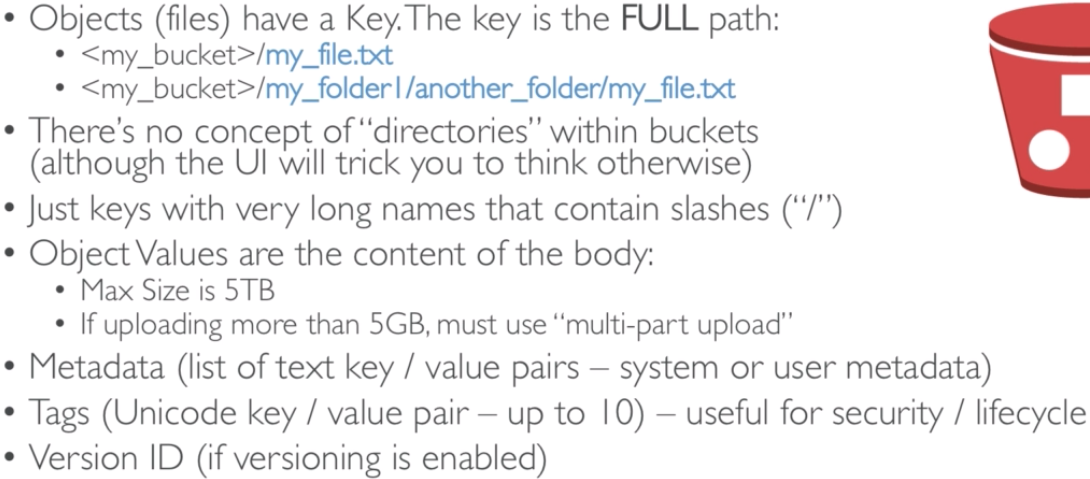 • Objects (files) have a Key. The key is the FULL path:
• <my_bucket>/my_file.txt
• <my_bucket>/my_folder1/another_folder/my_file.txt
• There’s no concept of “directories” within buckets
(although the UI will trick you to think otherwise)
• Just keys with very long names that contain slashes (“/”)
• Object Values are the content of the body:
• Max Size is 5TB
• If uploading more than 5GB, must use “multi-part upload”
• Metadata (list of text key / value pairs – system or user metadata)
• Tags (Unicode key / value pair – up to 10) – useful for security / lifecycle
• Version ID (if versioning is enabled)